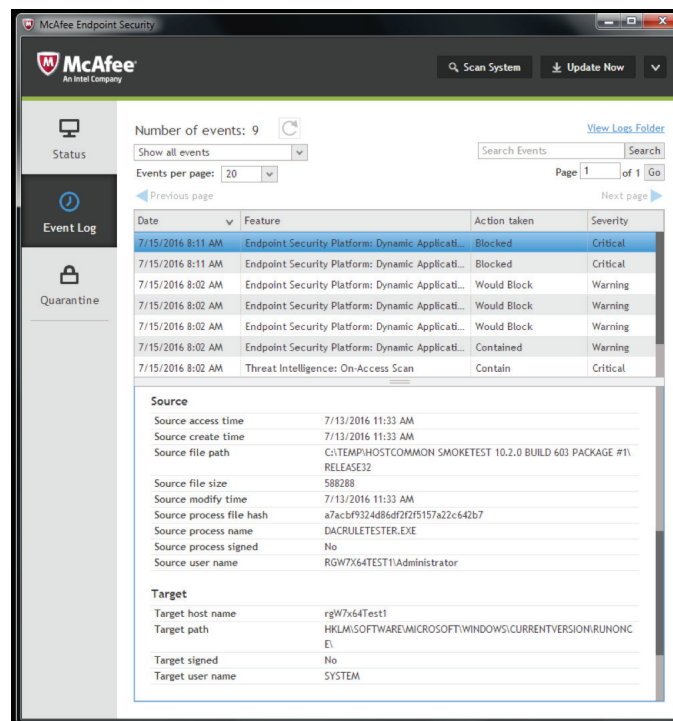 McAfee Endpoint Security
McAfee
An Intel Company
Scan System
Update Now
Status
Event Log
Quarantine
Number of events: 9
View Logs Folder
Show all events
Search Events
Search
Events per page: 20
Page 1 of 1 Go
Previous page
Next page
Date Feature Action taken Severity
7/15/2016 8:11 AM Endpoint Security Platform: Dynamic Applicati... Blocked Critical
7/15/2016 8:11 AM Endpoint Security Platform: Dynamic Applicati... Blocked Critical
7/15/2016 8:02 AM Endpoint Security Platform: Dynamic Applicati... Would Block Warning
7/15/2016 8:02 AM Endpoint Security Platform: Dynamic Applicati... Would Block Warning
7/15/2016 8:02 AM Endpoint Security Platform: Dynamic Applicati... Would Block Warning
7/15/2016 8:02 AM Endpoint Security Platform: Dynamic Applicati... Contained Warning
7/15/2016 8:02 AM Threat Intelligence: On-Access Scan Contain Critical
Source
Source access time 7/13/2016 11:33 AM
Source create time 7/13/2016 11:33 AM
Source file path C:\TEMP\HOSTCOMMON SMOKETEST 10.2.0 BUILD 603 PACKAGE #1\
RELEASE32
Source file size 588288
Source modify time 7/13/2016 11:33 AM
Source process file hash a7acbf9324d86df2f2f5157a22c642b7
Source process name DACRULETESTER.EXE
Source process signed No
Source user name RGW7X64TEST1\Administrator
Target
Target host name rgW7x64Test1
Target path HKLM\SOFTWARE\MICROSOFT\WINDOWS\CURRENTVERSION\RUNONC
E\
Target signed No
Target user name SYSTEM